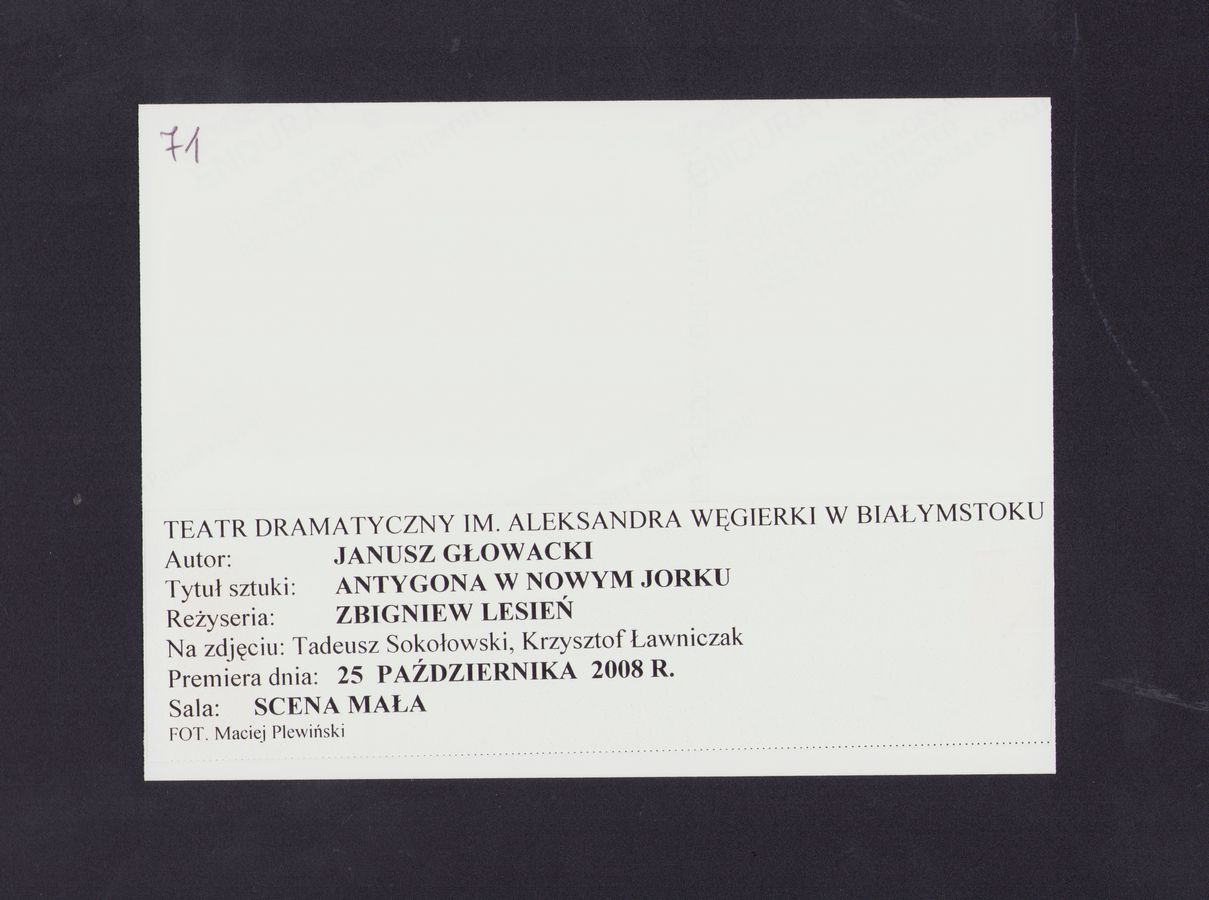 71
TEATR DRAMATYCZNY IM. ALEKSANDRA WĘGIERKI W BIAŁYMSTOKU
Autor: JANUSZ GŁOWACKI
Tytuł sztuki: ANTYGONA W NOWYM JORKU
Reżyseria: ZBIGNIEW LESIEŃ
Na zdjęciu: Tadeusz Sokołowski, Krzysztof Ławniczak
Premiera dnia: 25 PAŹDZIERNIKA 2008 R.
Sala: SCENA MAŁA
FOT. Maciej Plewiński